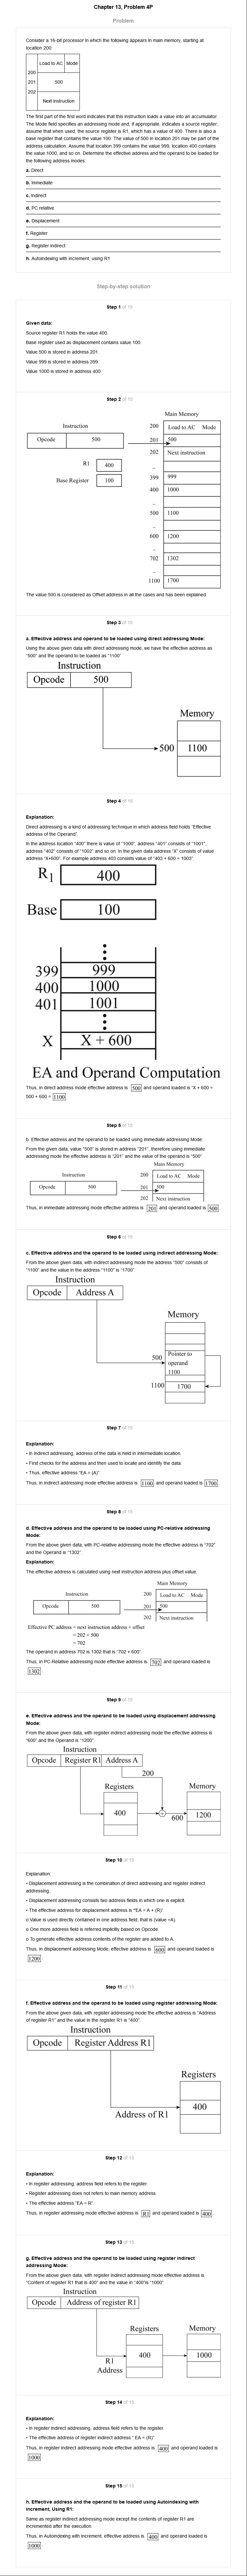 Chapter 13, Problem 4P
Problem
Consider a 16-bit processor in which the following appears in main memory, starting at
location 200:
Load to AC Mode
200
201 500
202
Next instruction
The first part of the first word indicates that this instruction loads a value into an accumulator.
The Mode field specifies an addressing mode and, if appropriate, indicates a source register;
assume that when used, the source register is R1, which has a value of 400. There is also a
base register that contains the value 100. The value of 500 in location 201 may be part of the
address calculation. Assume that location 399 contains the value 999, location 400 contains
the value 1000, and so on. Determine the effective address and the operand to be loaded for
the following address modes:
a. Direct
b. Immediate
c. Indirect
d. PC relative
e. Displacement
f. Register
g. Register indirect
h. Autoindexing with increment, using R1
Step-by-step solution
Step 1 of 15
Given data:
Source register R1 holds the value 400.
Base register used as displacement contains value 100.
Value 500 is stored in address 201.
Value 999 is stored in address 399.
Value 1000 is stored in address 400.
Step 2 of 15
Main Memory
Instruction
200 Load to AC Mode
Opcode 500
201 500
202 Next instruction
..
R1 400
399 999
Base Register 100
400 1000
..
500 1100
..
600 1200
702 1302
..
1100 1700
The value 500 is considered as Offset address in all the cases and has been explained.
Step 3 of 15
a. Effective address and operand to be loaded using direct addressing Mode:
Using the above given data with direct addressing mode, we have the effective address as
"500" and the operand to be loaded as "1100"
Instruction
Opcode 500
Memory
500 1100
Step 4 of 15
Explanation:
Direct addressing is a kind of addressing technique in which address field holds "Effective
address of the Operand".
In the address location "400" there is value of "1000", address "401" consists of "1001",
address "402" consists of "1002" and so on. In the given data address "X" consists of value
address "X+600". For example address 403 consists value of "403 + 600 = 1003"
R1 400
Base 100
399 999
400 1000
401 1001
X X + 600
EA and Operand Computation
Thus, in direct address mode effective address is 500 and operand loaded is "X + 600 =
500 + 600 = 1100
Step 5 of 15
b. Effective address and the operand to be loaded using immediate addressing Mode:
From the given data, value "500" is stored in address "201", therefore using immediate
addressing mode the effective address is "201" and the value of the operand is "500"
Main Memory
Instruction
200 Load to AC Mode
Opcode 500
201 500
202 Next instruction
Thus, in immediate addressing mode effective address is 201 and operand loaded is 500
Step 6 of 15
c. Effective address and the operand to be loaded using indirect addressing Mode:
From the above given data, with indirect addressing mode the address "500" consists of
"1100" and the value in the address "1100" is "1700"
Instruction
Opcode Address A
Memory
500 Pointer to
operand
1100
1100 1700
Step 7 of 15
Explanation:
• In indirect addressing, address of the data is held in intermediate location.
• First checks for the address and then used to locate and identify the data.
• Thus, effective address "EA = (A)".
Thus, in indirect addressing mode effective address is 1100 and operand loaded is 1700
Step 8 of 15
d. Effective address and the operand to be loaded using PC-relative addressing
Mode:
From the above given data, with PC-relative addressing mode the effective address is "702"
and the Operand is "1302"
Explanation:
The effective address is calculated using next instruction address plus offset value.
Main Memory
Instruction
200 Load to AC Mode
Opcode 500
201 500
202 Next instruction
Effective PC address = next instruction address + offset
= 202 + 500
= 702
The operand in address 702 is 1302 that is "702 + 600".
Thus, in PC-Relative addressing mode effective address is 702 and operand loaded is
1302
Step 9 of 15
e. Effective address and the operand to be loaded using displacement addressing
Mode:
From the above given data, with register indirect addressing mode the effective address is
"600" and the Operand is "1200"
Instruction
Opcode Register R1 Address A
200
Registers Memory
400 + 600 1200
Step 10 of 15
Explanation:
• Displacement addressing is the combination of direct addressing and register indirect
addressing
• Displacement addressing consists two address fields in which one is explicit.
• The effective address for displacement address is "EA = A + (R)"
o Value is used directly contained in one address field, that is (value =A).
o One more address field is referred implicitly based on Opcode.
o To generate effective address contents of the register are added to A.
Thus, in displacement addressing Mode, effective address is 600 and operand loaded is
1200
Step 11 of 15
f. Effective address and the operand to be loaded using register addressing Mode:
From the above given data, with register addressing mode the effective address is "Address
of register R1" and the value in the register R1 is "400".
Instruction
Opcode Register Address R1
Registers
400
Address of R1
Step 12 of 15
Explanation:
• In register addressing, address field refers to the register.
• Register addressing does not refers to main memory address.
• The effective address "EA = R".
Thus, in register addressing mode effective address is R1 and operand loaded is 400
Step 13 of 15
g. Effective address and the operand to be loaded using register indirect
addressing Mode:
From the above given data, with register indirect addressing mode effective address is
"Content of register R1 that is 400" and the value in "400"is "1000"
Instruction
Opcode Address of register R1
Registers Memory
400 1000
R1
Address
Step 14 of 15
Explanation:
• In register indirect addressing, address field refers to the register.
• The effective address of register indirect address " EA = (R)"
Thus, in register indirect addressing mode effective address is 400 and operand loaded is
1000
Step 15 of 15
h. Effective address and the operand to be loaded using Autoindexing with
increment, Using R1:
Same as register indirect addressing mode except the contents of register R1 are
incremented after the execution.
Thus, in Autoindexing with increment, effective address is 400 and operand loaded is
1000